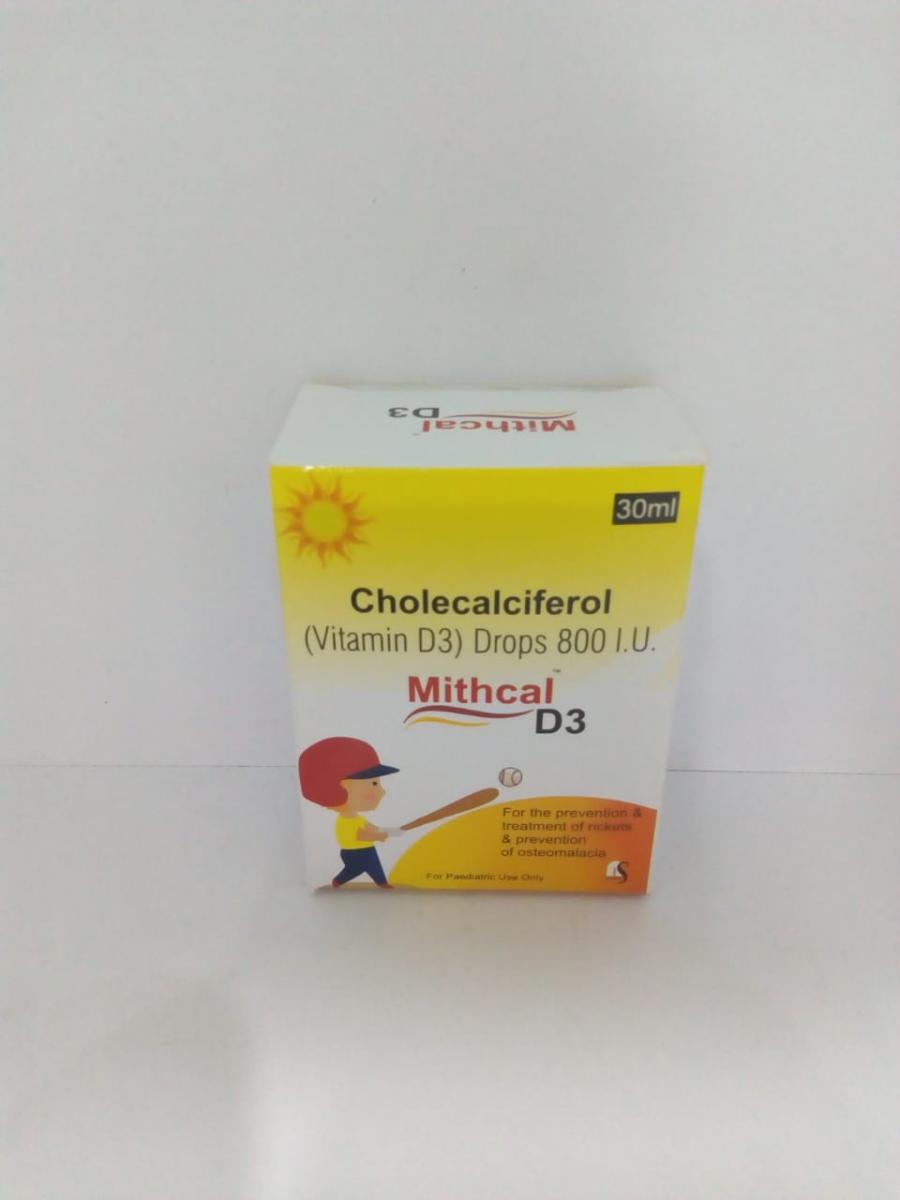 Mithcal
D3
30ml
Cholecalciferol
(Vitamin D3) Drops 800 I.U.
Mithcal™
D3
For the prevention &
treatment of rickets
& prevention
of osteomalacia
For Paediatric Use Only